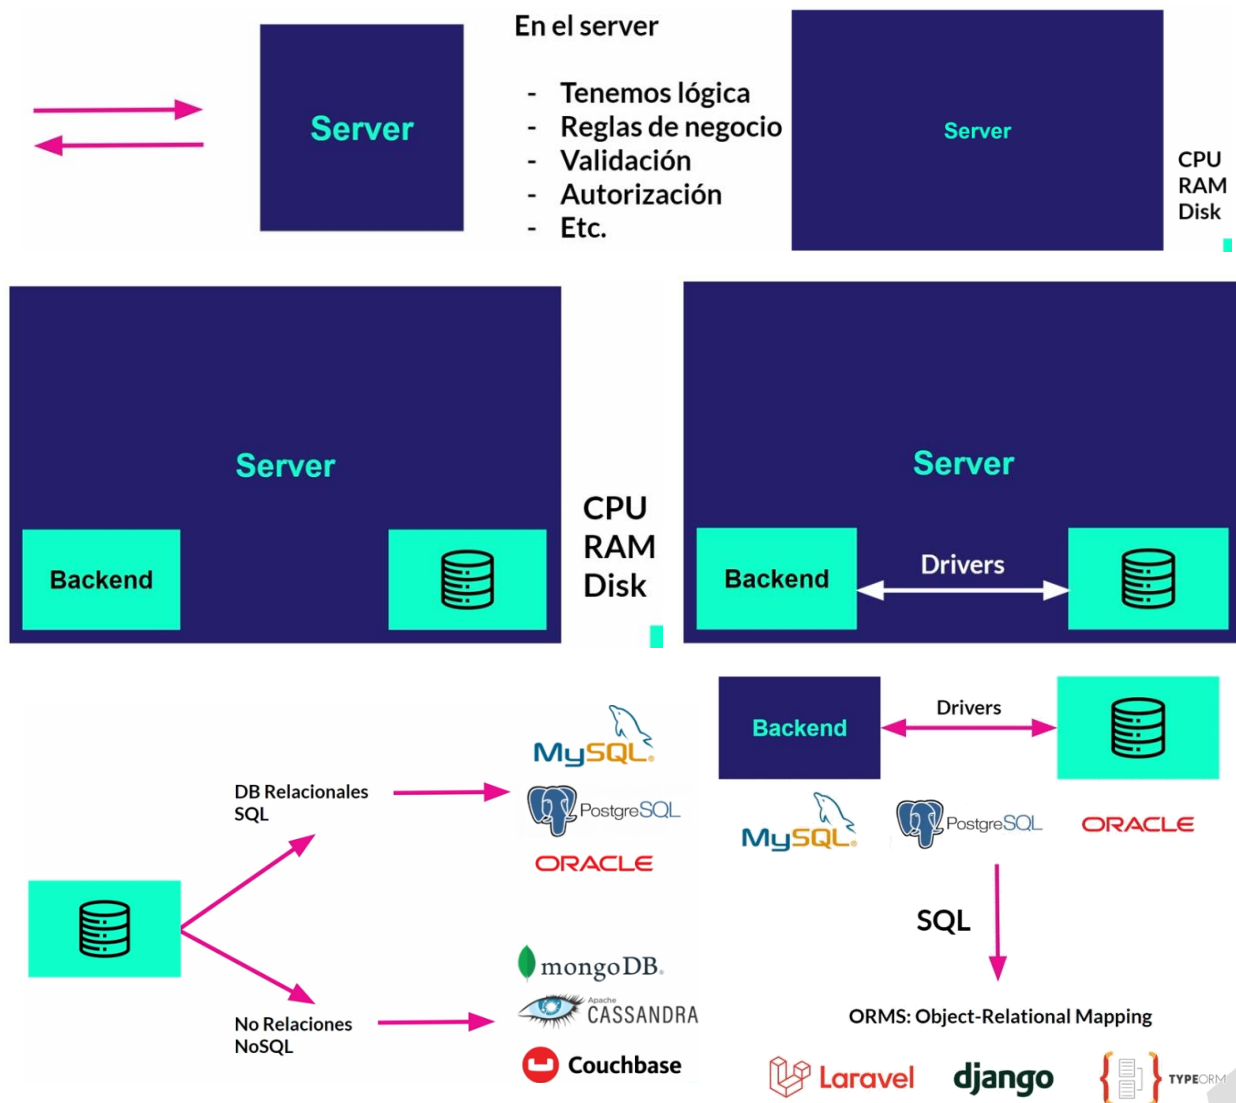 Server
En el server
- Tenemos lógica
- Reglas de negocio
- Validación
- Autorización
- Etc.
Server
CPU
RAM
Disk
Server
Backend
CPU
RAM
Disk
Server
Backend
Drivers
DB Relacionales
SQL
MySQL®
PostgreSQL
ORACLE
No Relaciones
NoSQL
mongoDB®
Apache
CASSANDRA
Couchbase
Backend
Drivers
MySQL®
PostgreSQL
ORACLE
SQL
ORMS: Object-Relational Mapping
Laravel
django
TYPEORM